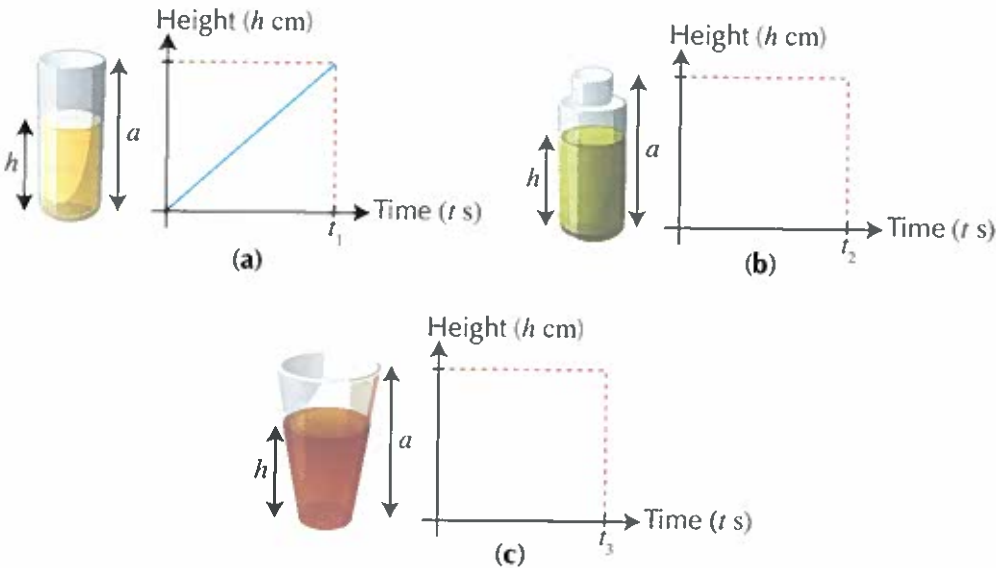 Height (h cm)
a
h
Time (t s)
t₁
(a)
Height (h cm)
a
h
Time (t s)
t₂
(b)
Height (h cm)
a
h
Time (t s)
t₃
(c)